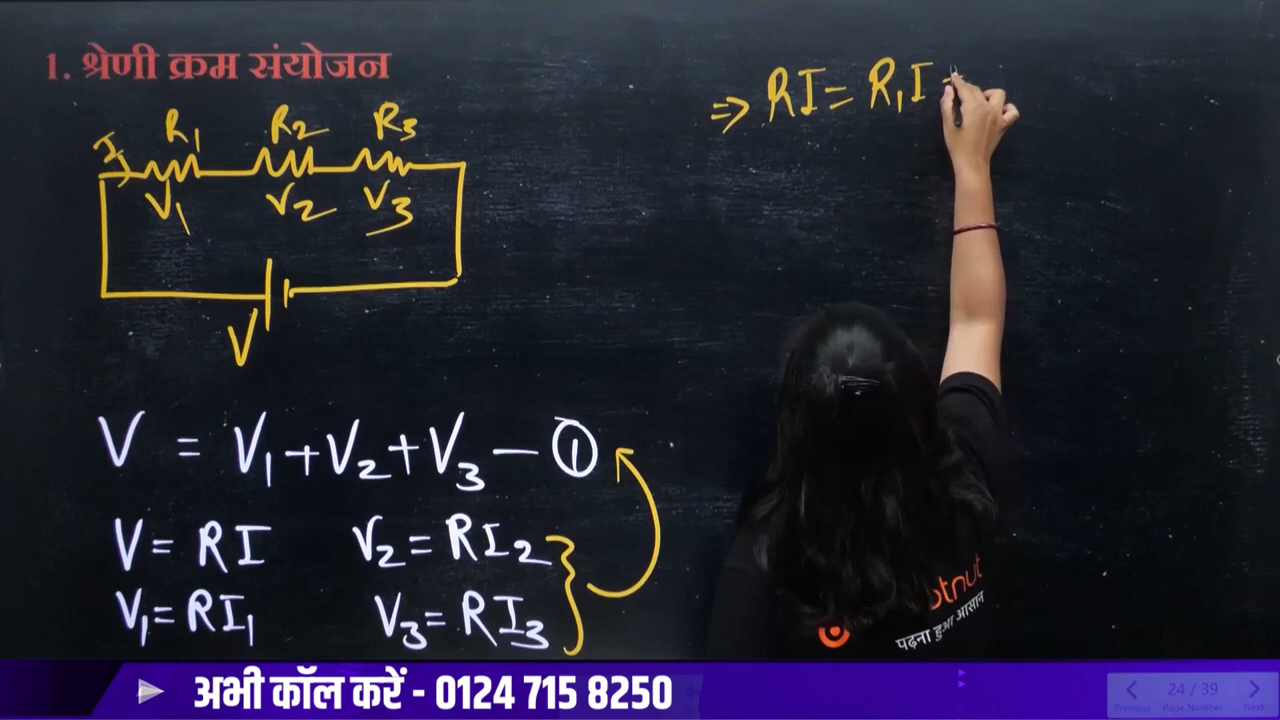 1. श्रेणी क्रम संयोजन
I R1 R2 R3
V1 V2 V3
V
V = V1+V2+V3 — ①
V = RI V2 = RI2
V1 = RI1 V3 = RI3
⇒ RI = R1I
otnut
पढ़ना हुआ आसान
अभी कॉल करें - 0124 715 8250
24 / 39
Previous Page Number Next